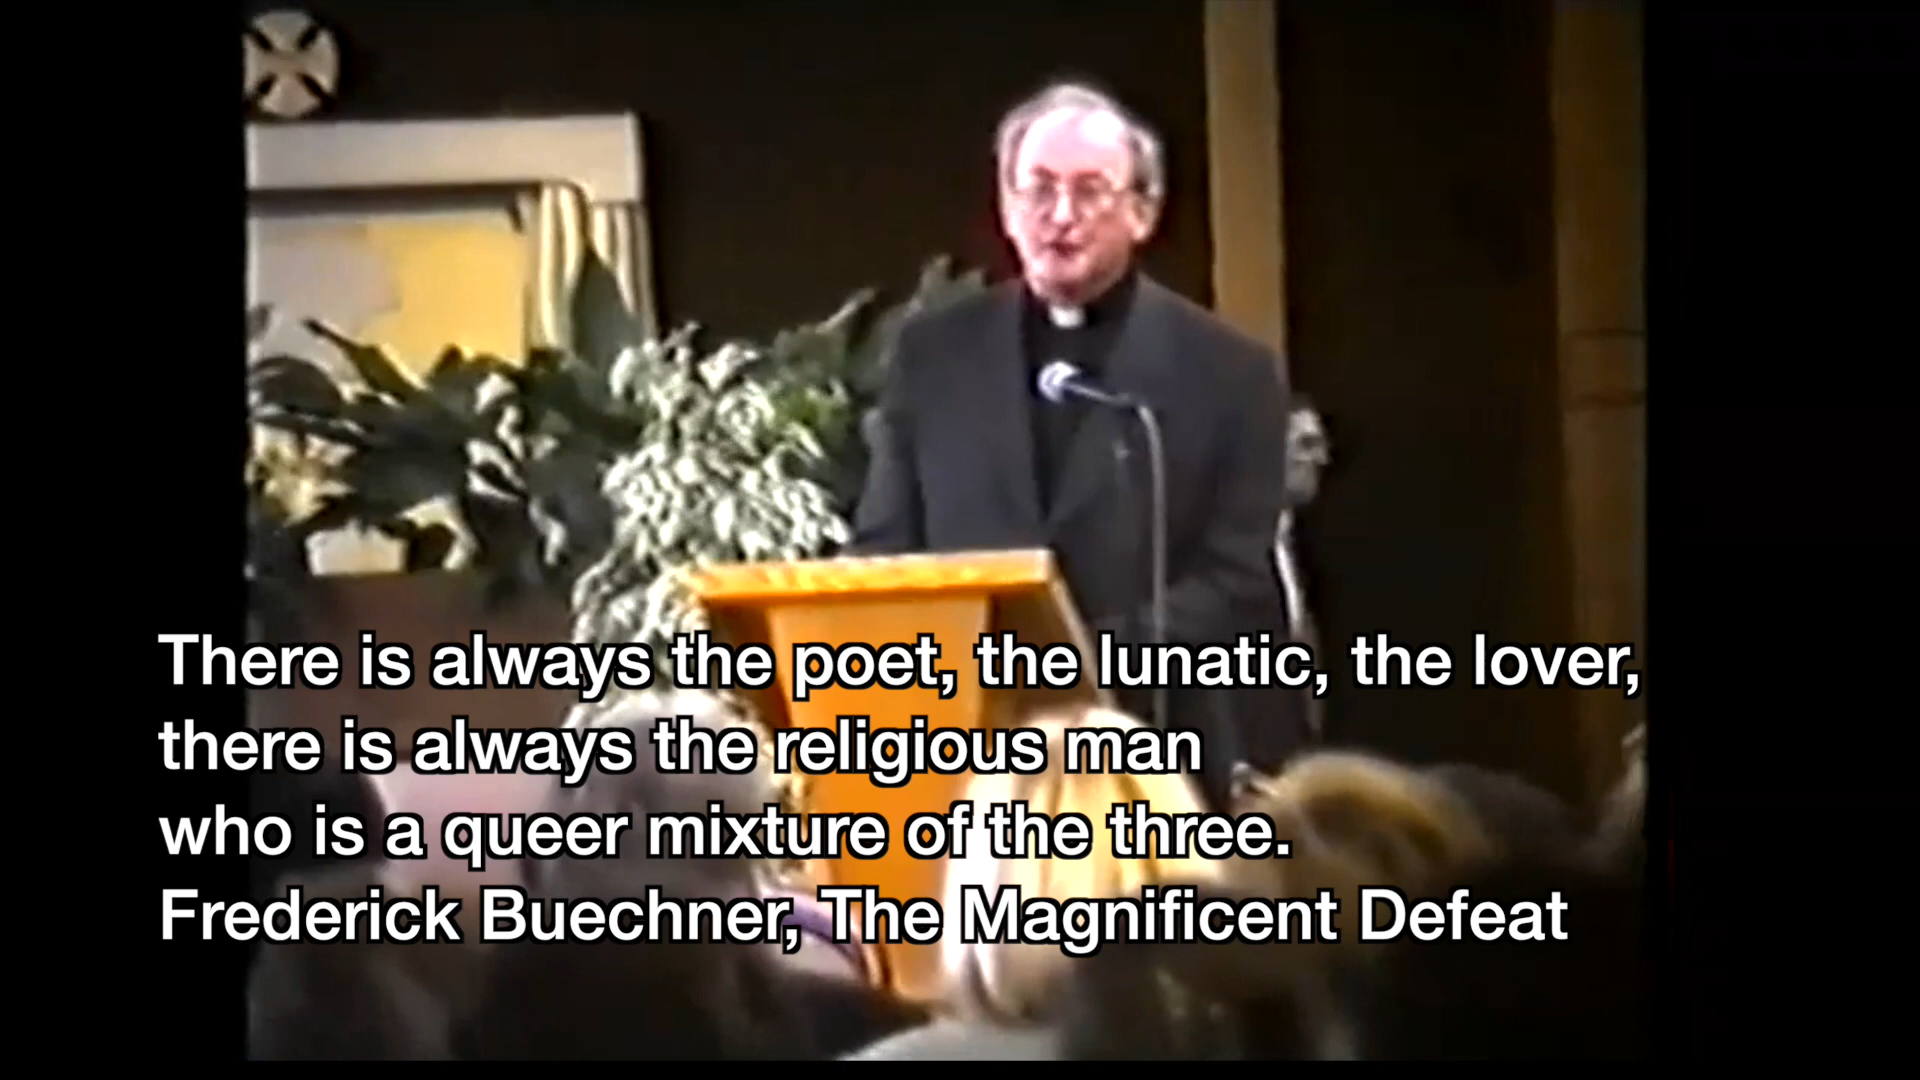 There is always the poet, the lunatic, the lover,
there is always the religious man
who is a queer mixture of the three.
Frederick Buechner, The Magnificent Defeat